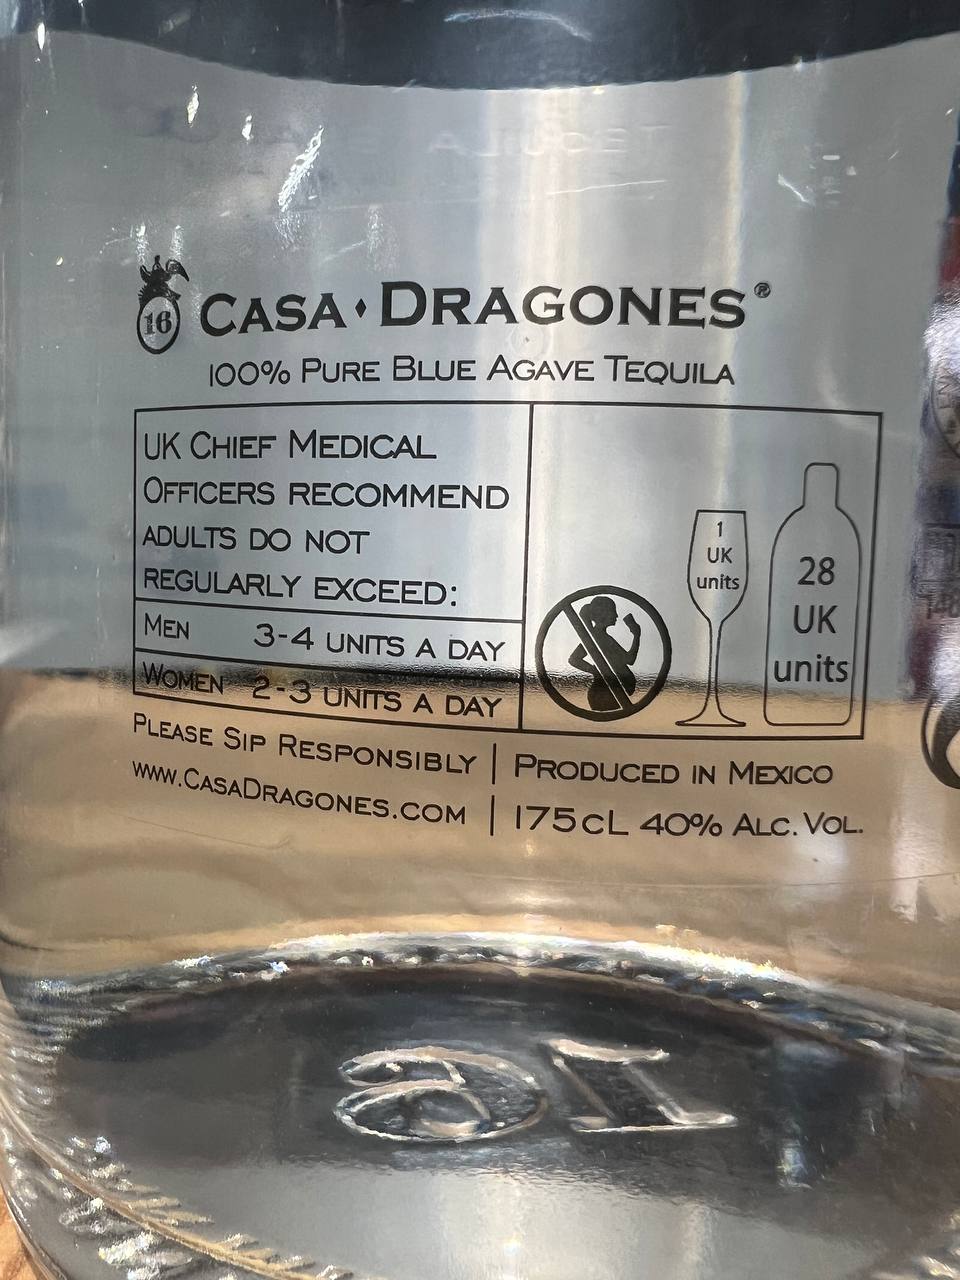 16
CASA · DRAGONES®
100% PURE BLUE AGAVE TEQUILA
UK CHIEF MEDICAL
OFFICERS RECOMMEND
ADULTS DO NOT
REGULARLY EXCEED:
MEN 3-4 UNITS A DAY
WOMEN 2-3 UNITS A DAY
1
UK
units
28
UK
units
PLEASE SIP RESPONSIBLY | PRODUCED IN MEXICO
WWW.CASADRAGONES.COM | 175CL 40% ALC. VOL.
16